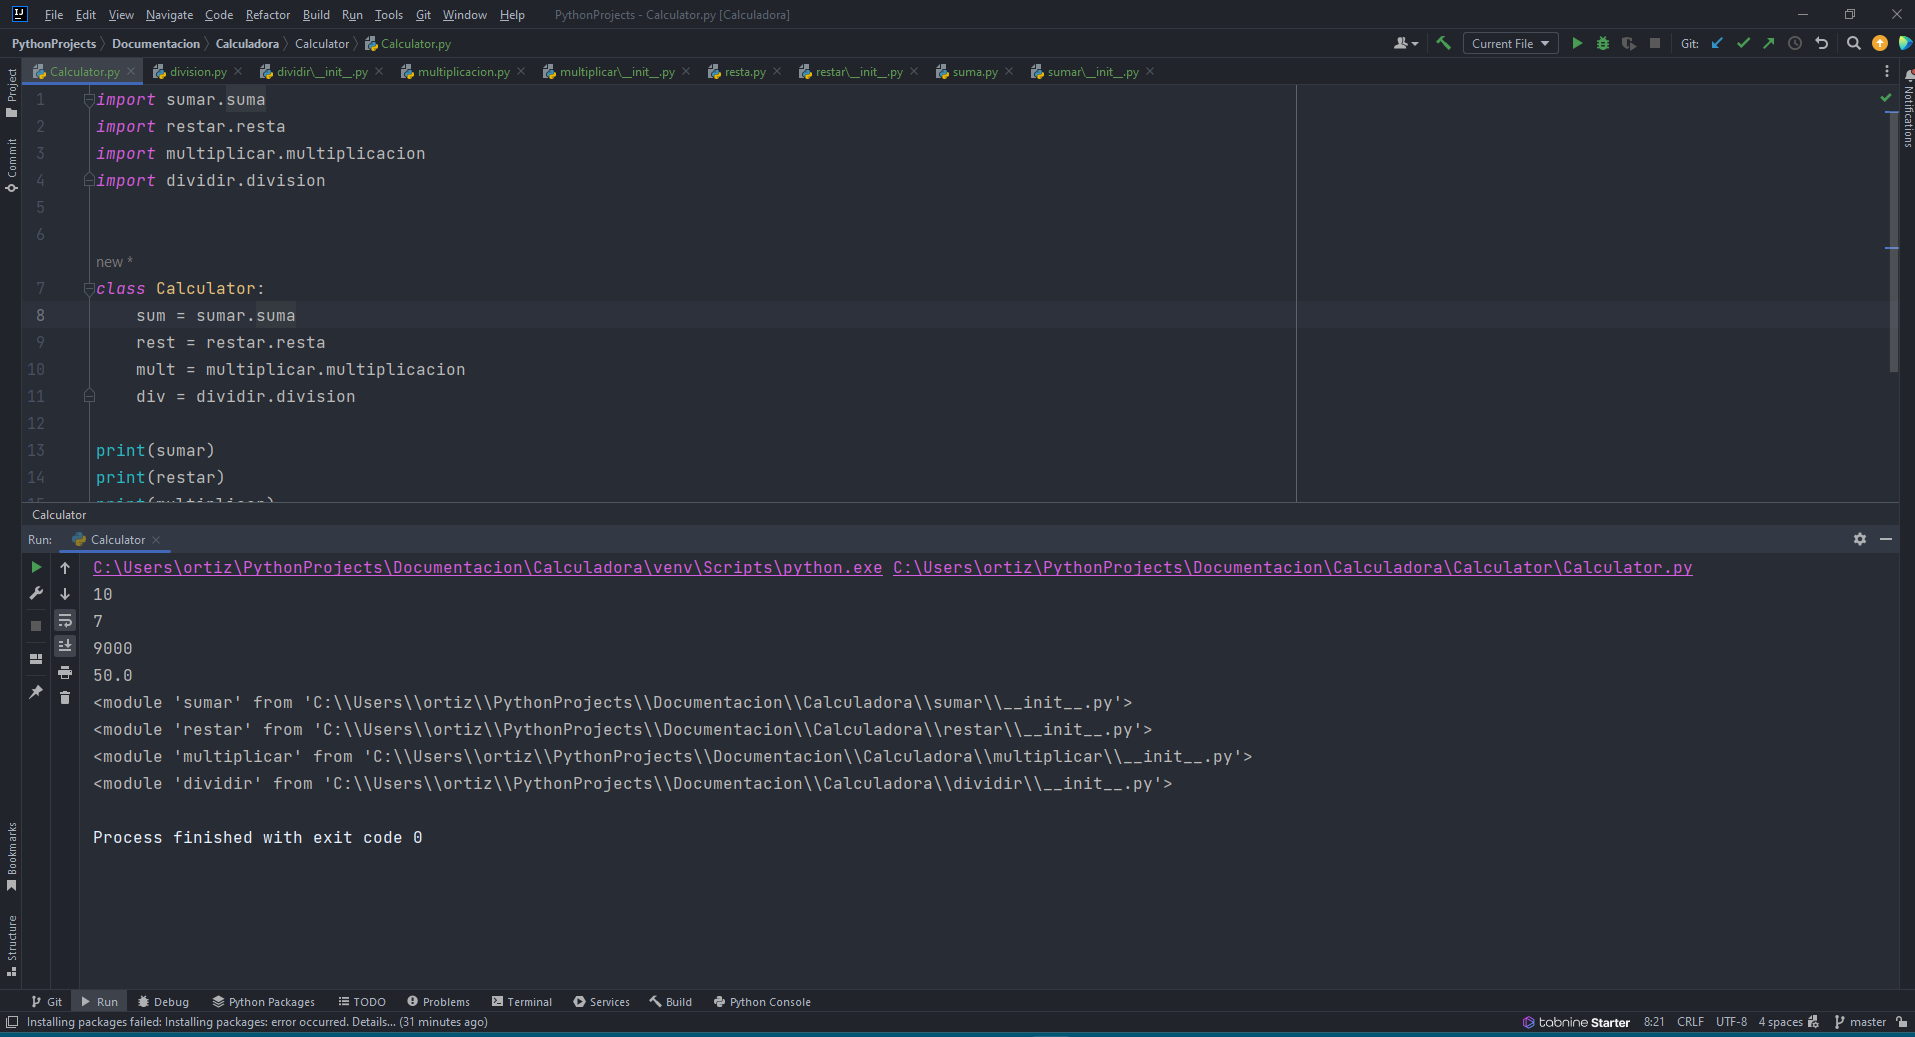 File Edit View Navigate Code Refactor Build Run Tools Git Window Help PythonProjects - Calculator.py [Calculadora]
PythonProjects Documentacion Calculadora Calculator Calculator.py Current File Git:
Calculator.py division.py dividir\__init__.py multiplicacion.py multiplicar\__init__.py resta.py restar\__init__.py suma.py sumar\__init__.py
Project
Commit
Bookmarks
Structure
Notifications
1 import sumar.suma
2 import restar.resta
3 import multiplicar.multiplicacion
4 import dividir.division
5
6
new *
7 class Calculator:
8 sum = sumar.suma
9 rest = restar.resta
10 mult = multiplicar.multiplicacion
11 div = dividir.division
12
13 print(sumar)
14 print(restar)
15 print(multiplicar)
Calculator
Run: Calculator
C:\Users\ortiz\PythonProjects\Documentacion\Calculadora\venv\Scripts\python.exe C:\Users\ortiz\PythonProjects\Documentacion\Calculadora\Calculator\Calculator.py
10
7
9000
50.0
<module 'sumar' from 'C:\\Users\\ortiz\\PythonProjects\\Documentacion\\Calculadora\\sumar\\__init__.py'>
<module 'restar' from 'C:\\Users\\ortiz\\PythonProjects\\Documentacion\\Calculadora\\restar\\__init__.py'>
<module 'multiplicar' from 'C:\\Users\\ortiz\\PythonProjects\\Documentacion\\Calculadora\\multiplicar\\__init__.py'>
<module 'dividir' from 'C:\\Users\\ortiz\\PythonProjects\\Documentacion\\Calculadora\\dividir\\__init__.py'>
Process finished with exit code 0
Git Run Debug Python Packages TODO Problems Terminal Services Build Python Console
Installing packages failed: Installing packages: error occurred. Details... (31 minutes ago) tabnine Starter 8:21 CRLF UTF-8 4 spaces master